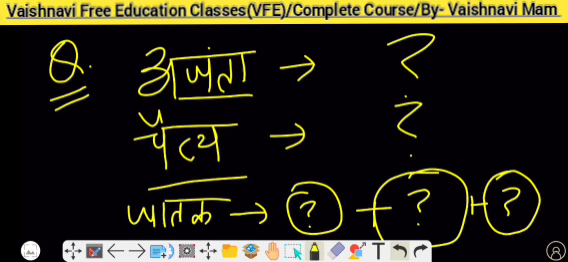 Vaishnavi Free Education Classes(VFE)/Complete Course/By- Vaishnavi Mam
Q. अजंता → ?
चैत्य → ?
जातक → ? + ? + ?